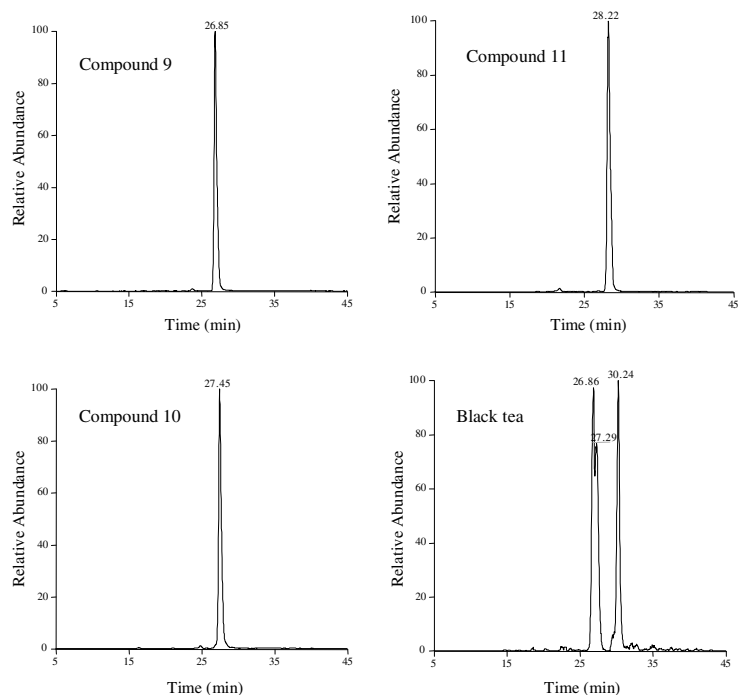 26.85
100
Compound 9
80
60
40
20
0
Relative Abundance
5 15 25 35 45
Time (min)
28.22
100
Compound 11
80
60
40
20
0
Relative Abundance
5 15 25 35 45
Time (min)
27.45
100
Compound 10
80
60
40
20
0
Relative Abundance
5 15 25 35 45
Time (min)
30.24
26.86
100
Black tea
27.29
80
60
40
20
0
Relative Abundance
5 15 25 35 45
Time (min)